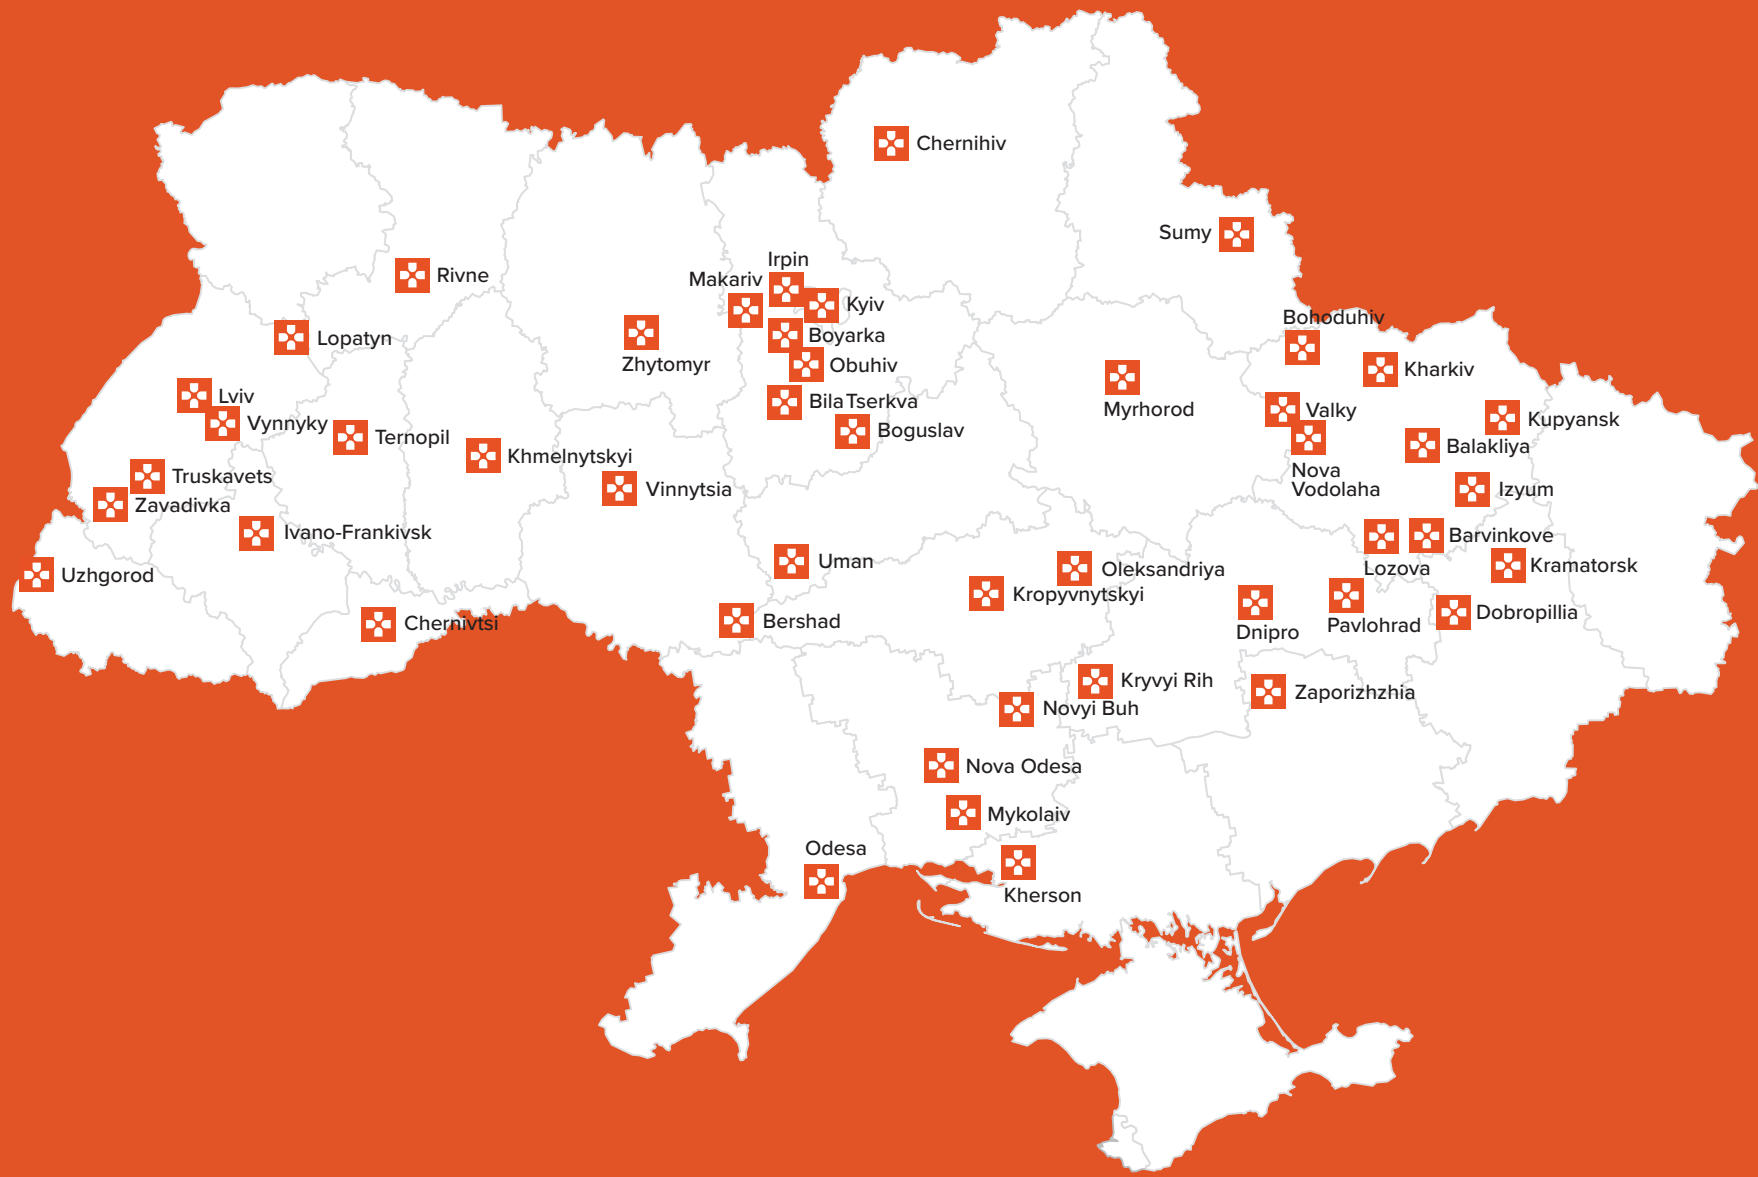 Chernihiv
Sumy
Irpin
Rivne
Makariv
Kyiv
Bohoduhiv
Lopatyn
Boyarka
Zhytomyr
Obuhiv
Kharkiv
Lviv
Bila Tserkva
Myrhorod
Valky
Vynnyky
Kupyansk
Ternopil
Boguslav
Balakliya
Khmelnytskyi
Nova
Vodolaha
Truskavets
Vinnytsia
Izyum
Zavadivka
Ivano-Frankivsk
Barvinkove
Uzhgorod
Uman
Oleksandriya
Lozova
Kramatorsk
Kropyvnytskyi
Chernivtsi
Bershad
Dnipro
Pavlohrad
Dobropillia
Kryvyi Rih
Zaporizhzhia
Novyi Buh
Nova Odesa
Mykolaiv
Odesa
Kherson